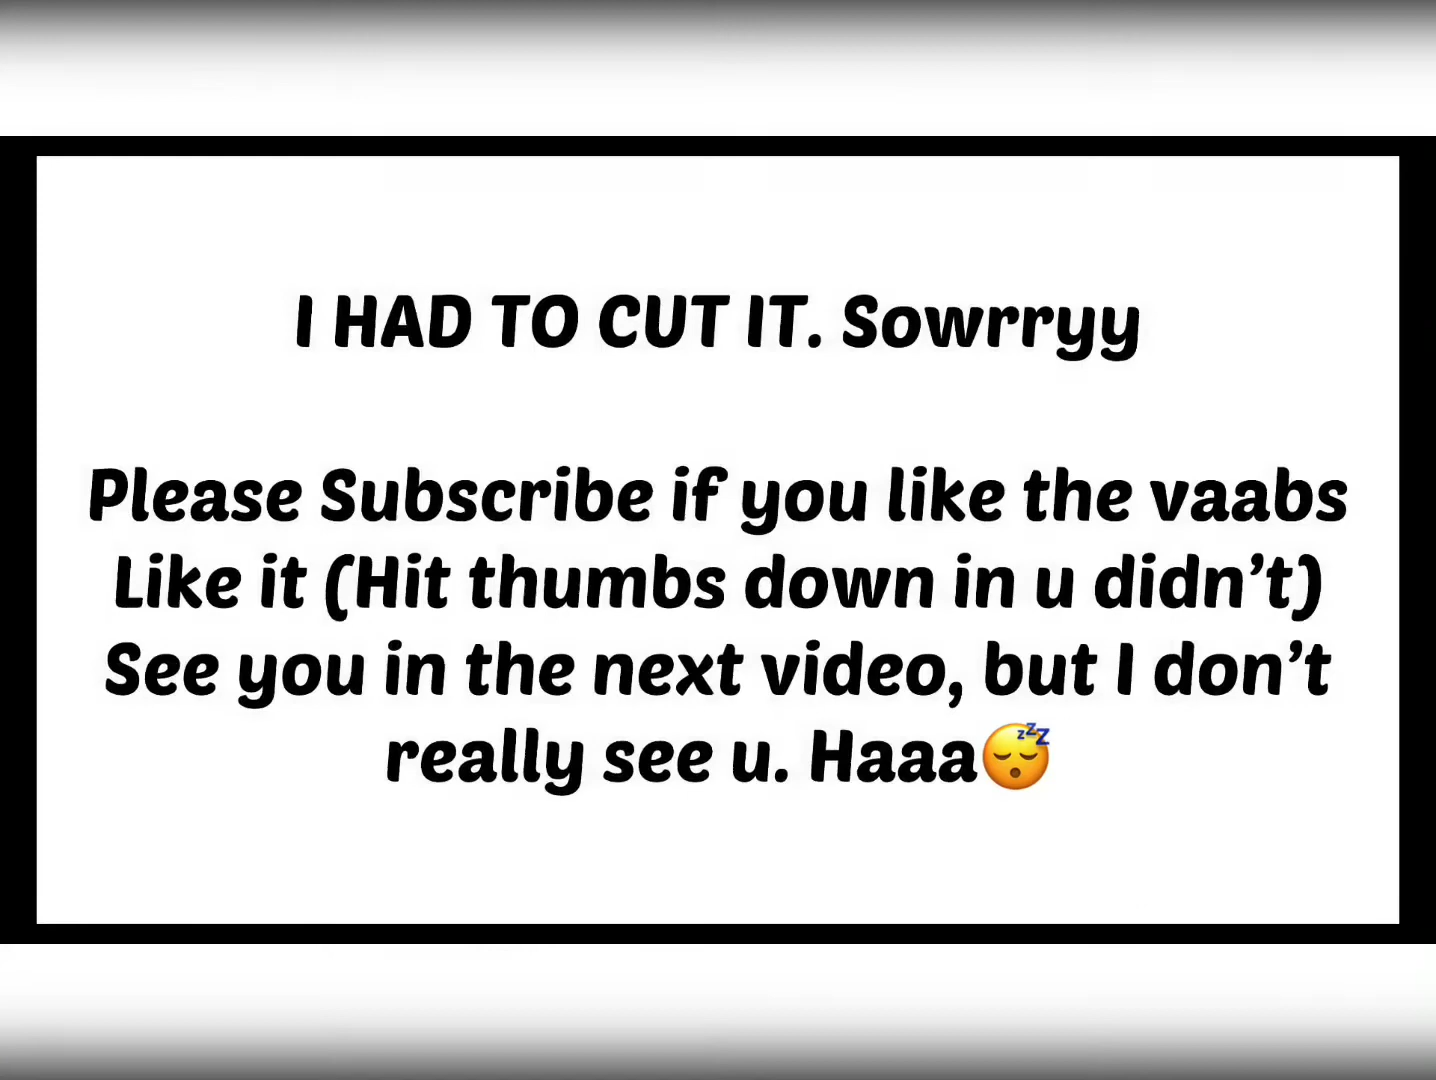 I HAD TO CUT IT. Sowrryy
Please Subscribe if you like the vaabs
Like it (Hit thumbs down in u didn’t)
See you in the next video, but I don’t
really see u. Haaa😴